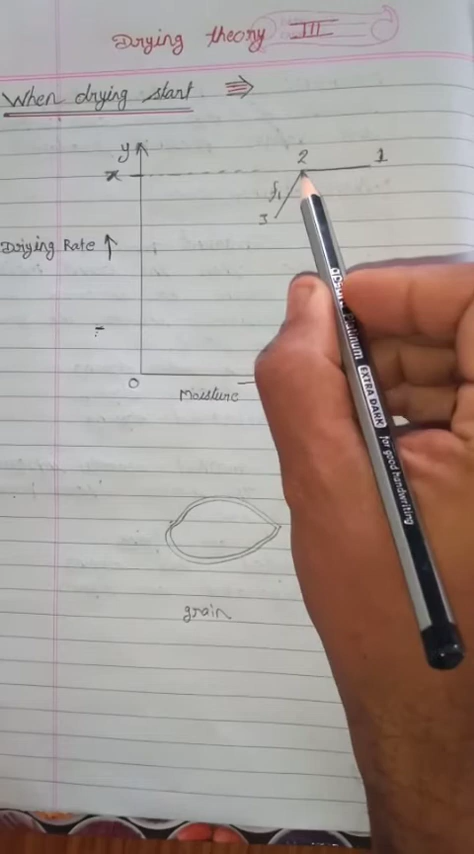 Drying theory III
When drying start ⇒
y
2 1
x
f₁
3
Drying Rate ↑
0
Moisture
grain
absolute Platinum EXTRA DARK for good handwriting